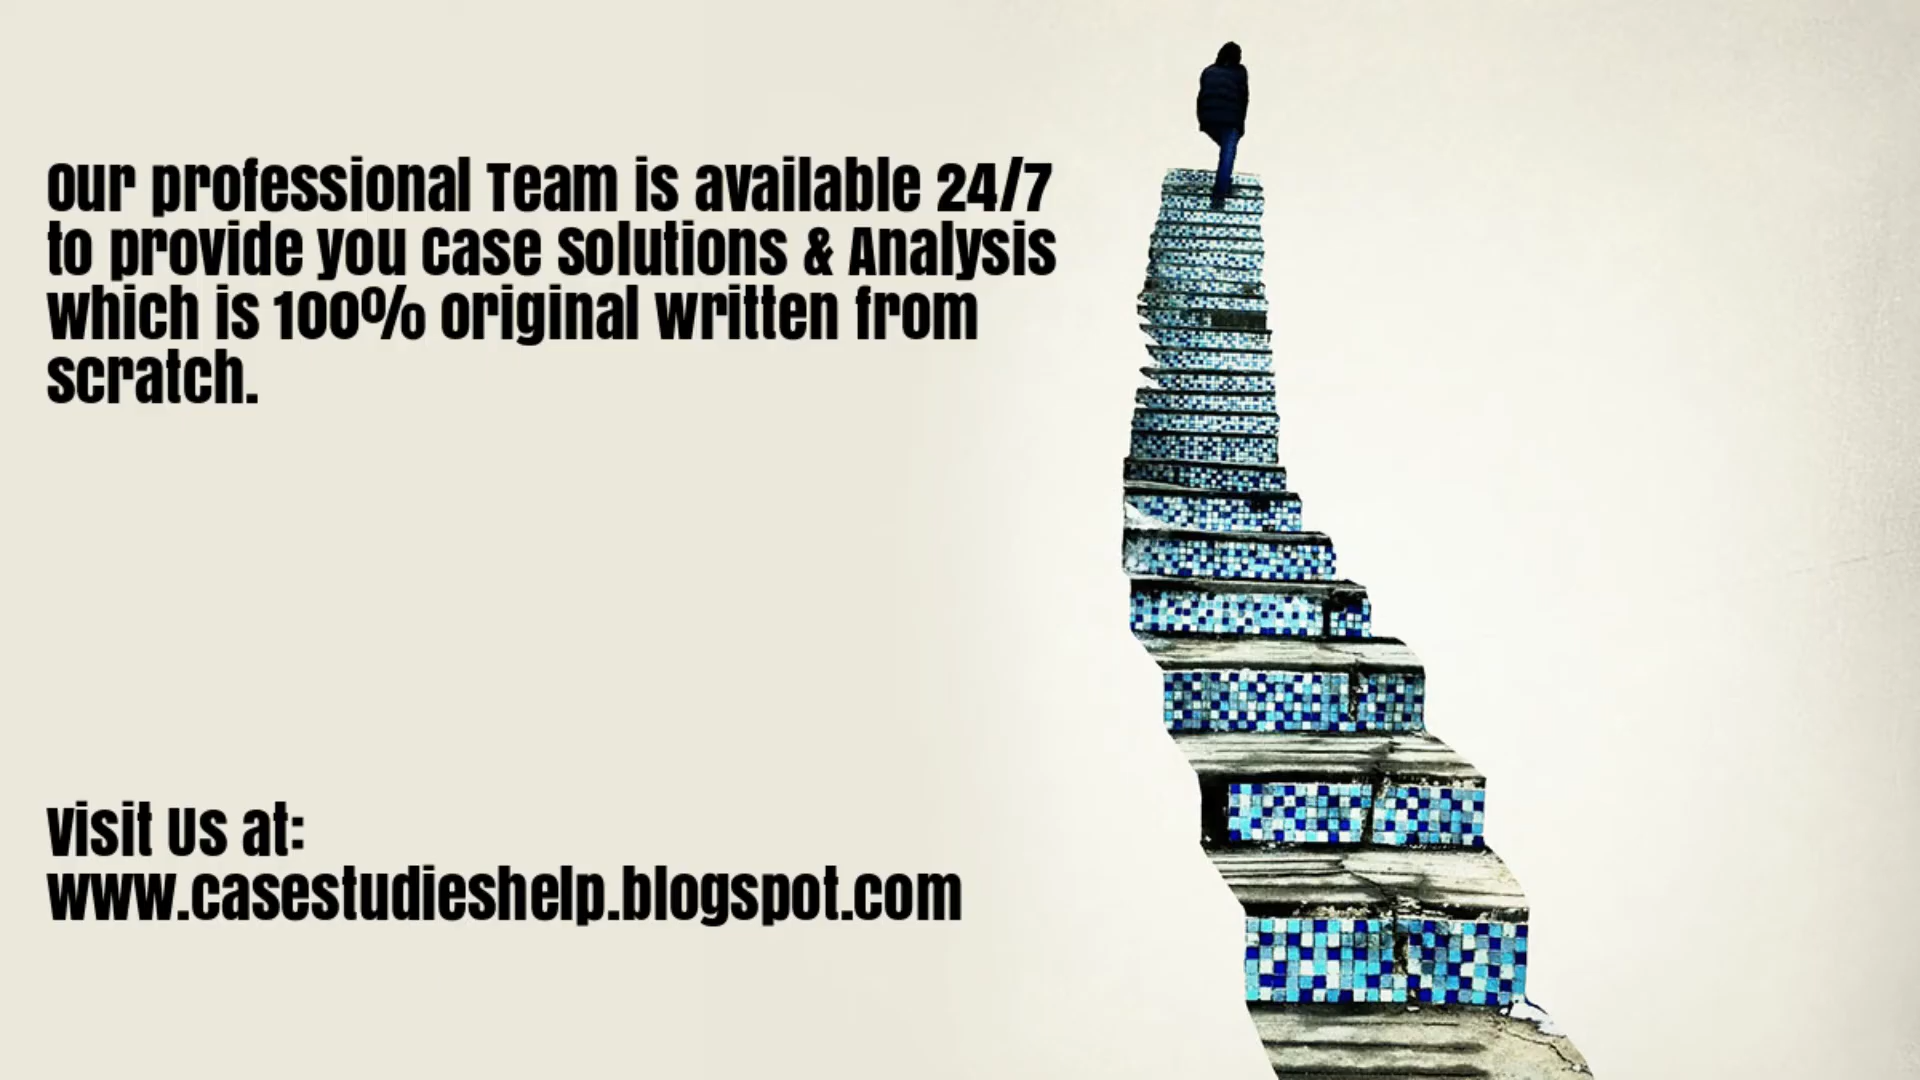 Our professional Team is available 24/7
to provide you Case Solutions & Analysis
which is 100% original written from
scratch.
Visit Us at:
www.casestudieshelp.blogspot.com